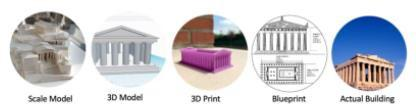 Scale Model
3D Model
3D Print
Blueprint
Actual Building